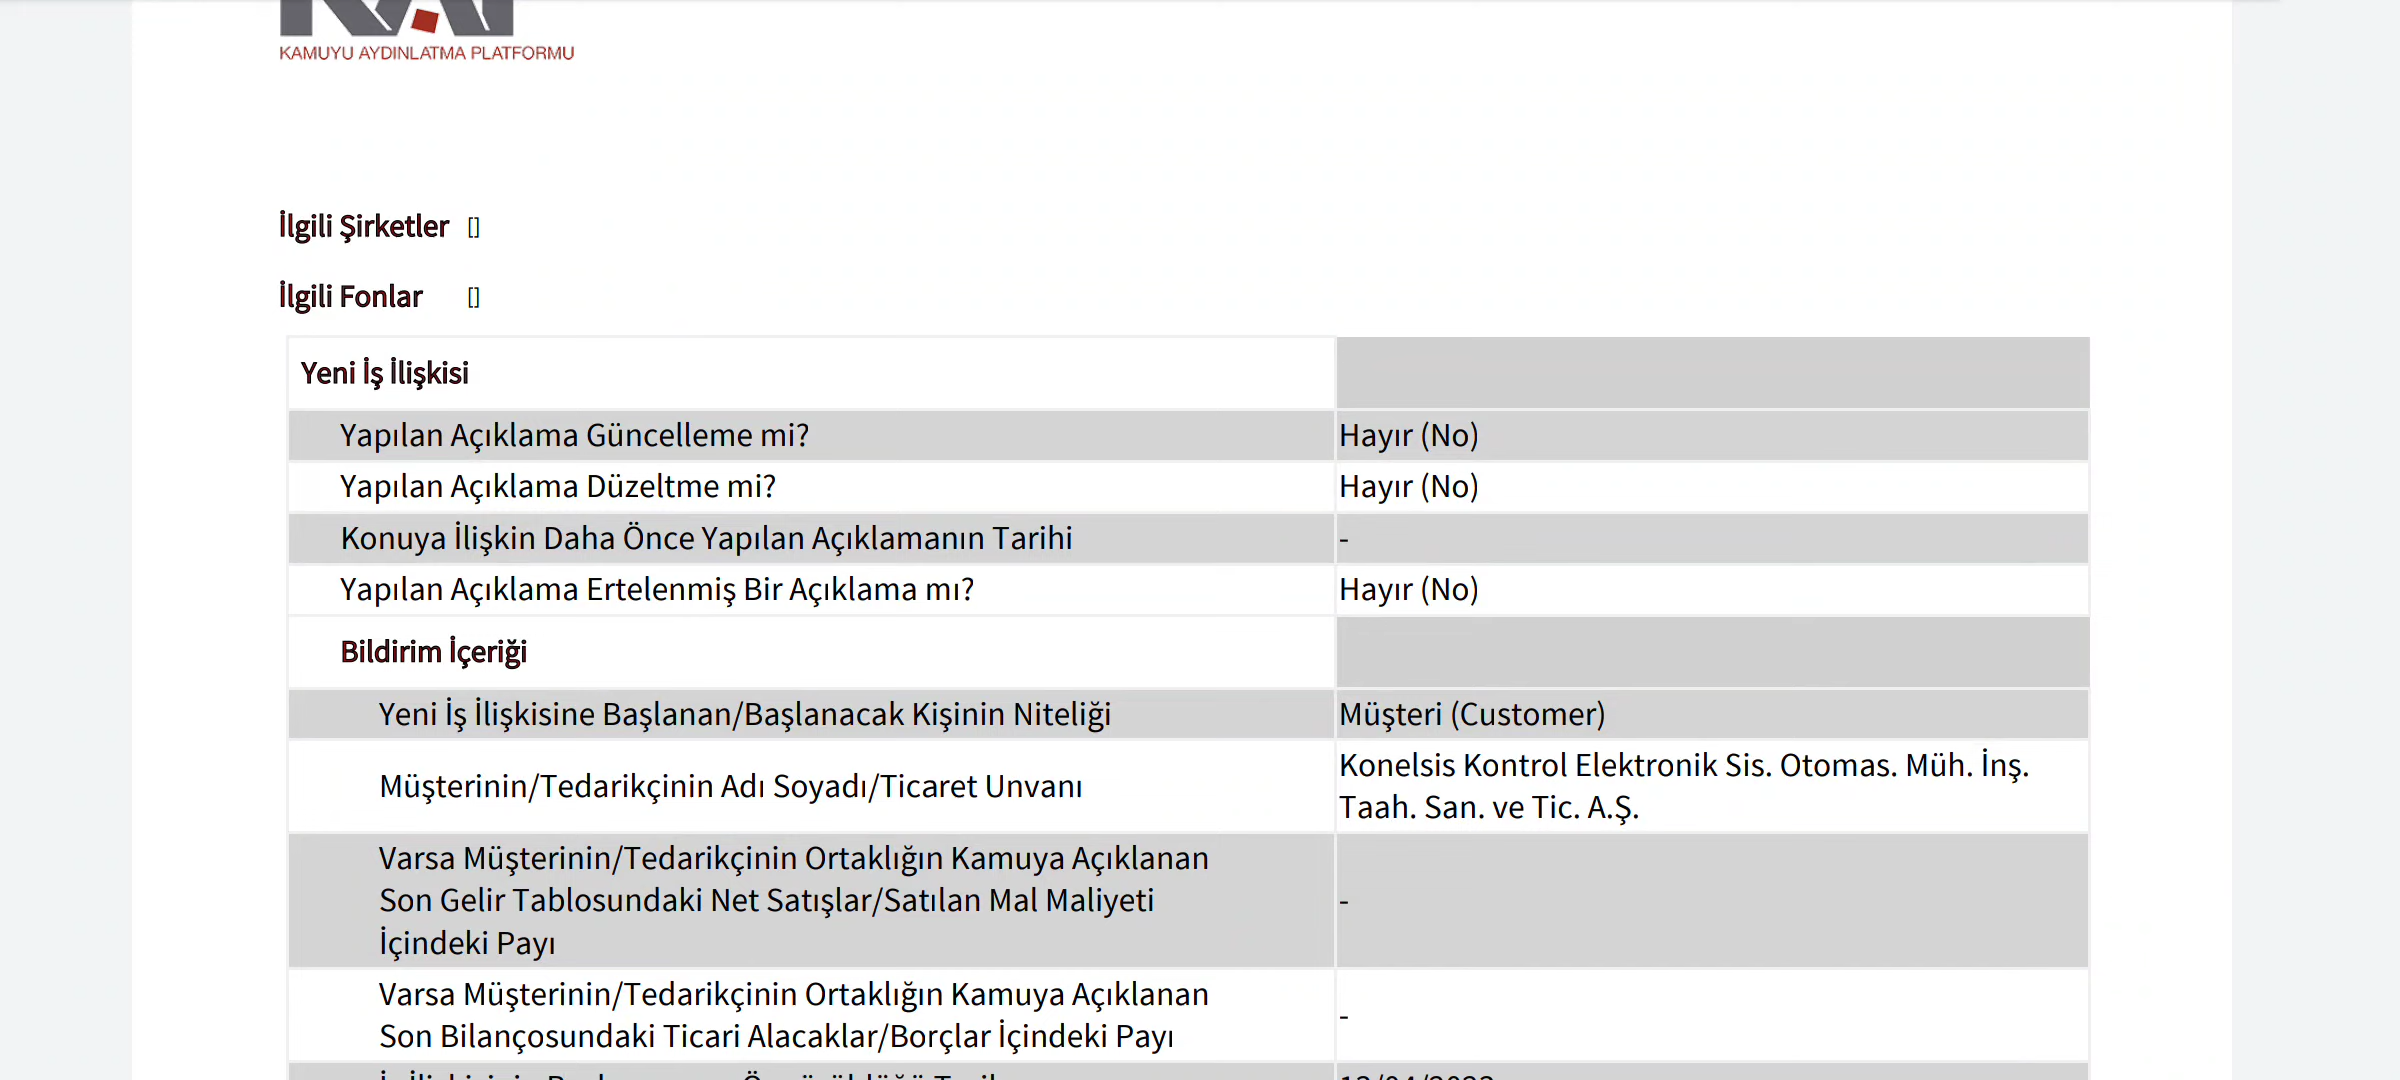 KAMUYU AYDINLATMA PLATFORMU
İlgili Şirketler []
İlgili Fonlar []
Yeni İş İlişkisi
Yapılan Açıklama Güncelleme mi? Hayır (No)
Yapılan Açıklama Düzeltme mi? Hayır (No)
Konuya İlişkin Daha Önce Yapılan Açıklamanın Tarihi -
Yapılan Açıklama Ertelenmiş Bir Açıklama mı? Hayır (No)
Bildirim İçeriği
Yeni İş İlişkisine Başlanan/Başlanacak Kişinin Niteliği Müşteri (Customer)
Müşterinin/Tedarikçinin Adı Soyadı/Ticaret Unvanı
Konelsis Kontrol Elektronik Sis. Otomas. Müh. İnş.
Taah. San. ve Tic. A.Ş.
Varsa Müşterinin/Tedarikçinin Ortaklığın Kamuya Açıklanan
Son Gelir Tablosundaki Net Satışlar/Satılan Mal Maliyeti
İçindeki Payı
-
Varsa Müşterinin/Tedarikçinin Ortaklığın Kamuya Açıklanan
Son Bilançosundaki Ticari Alacaklar/Borçlar İçindeki Payı
-